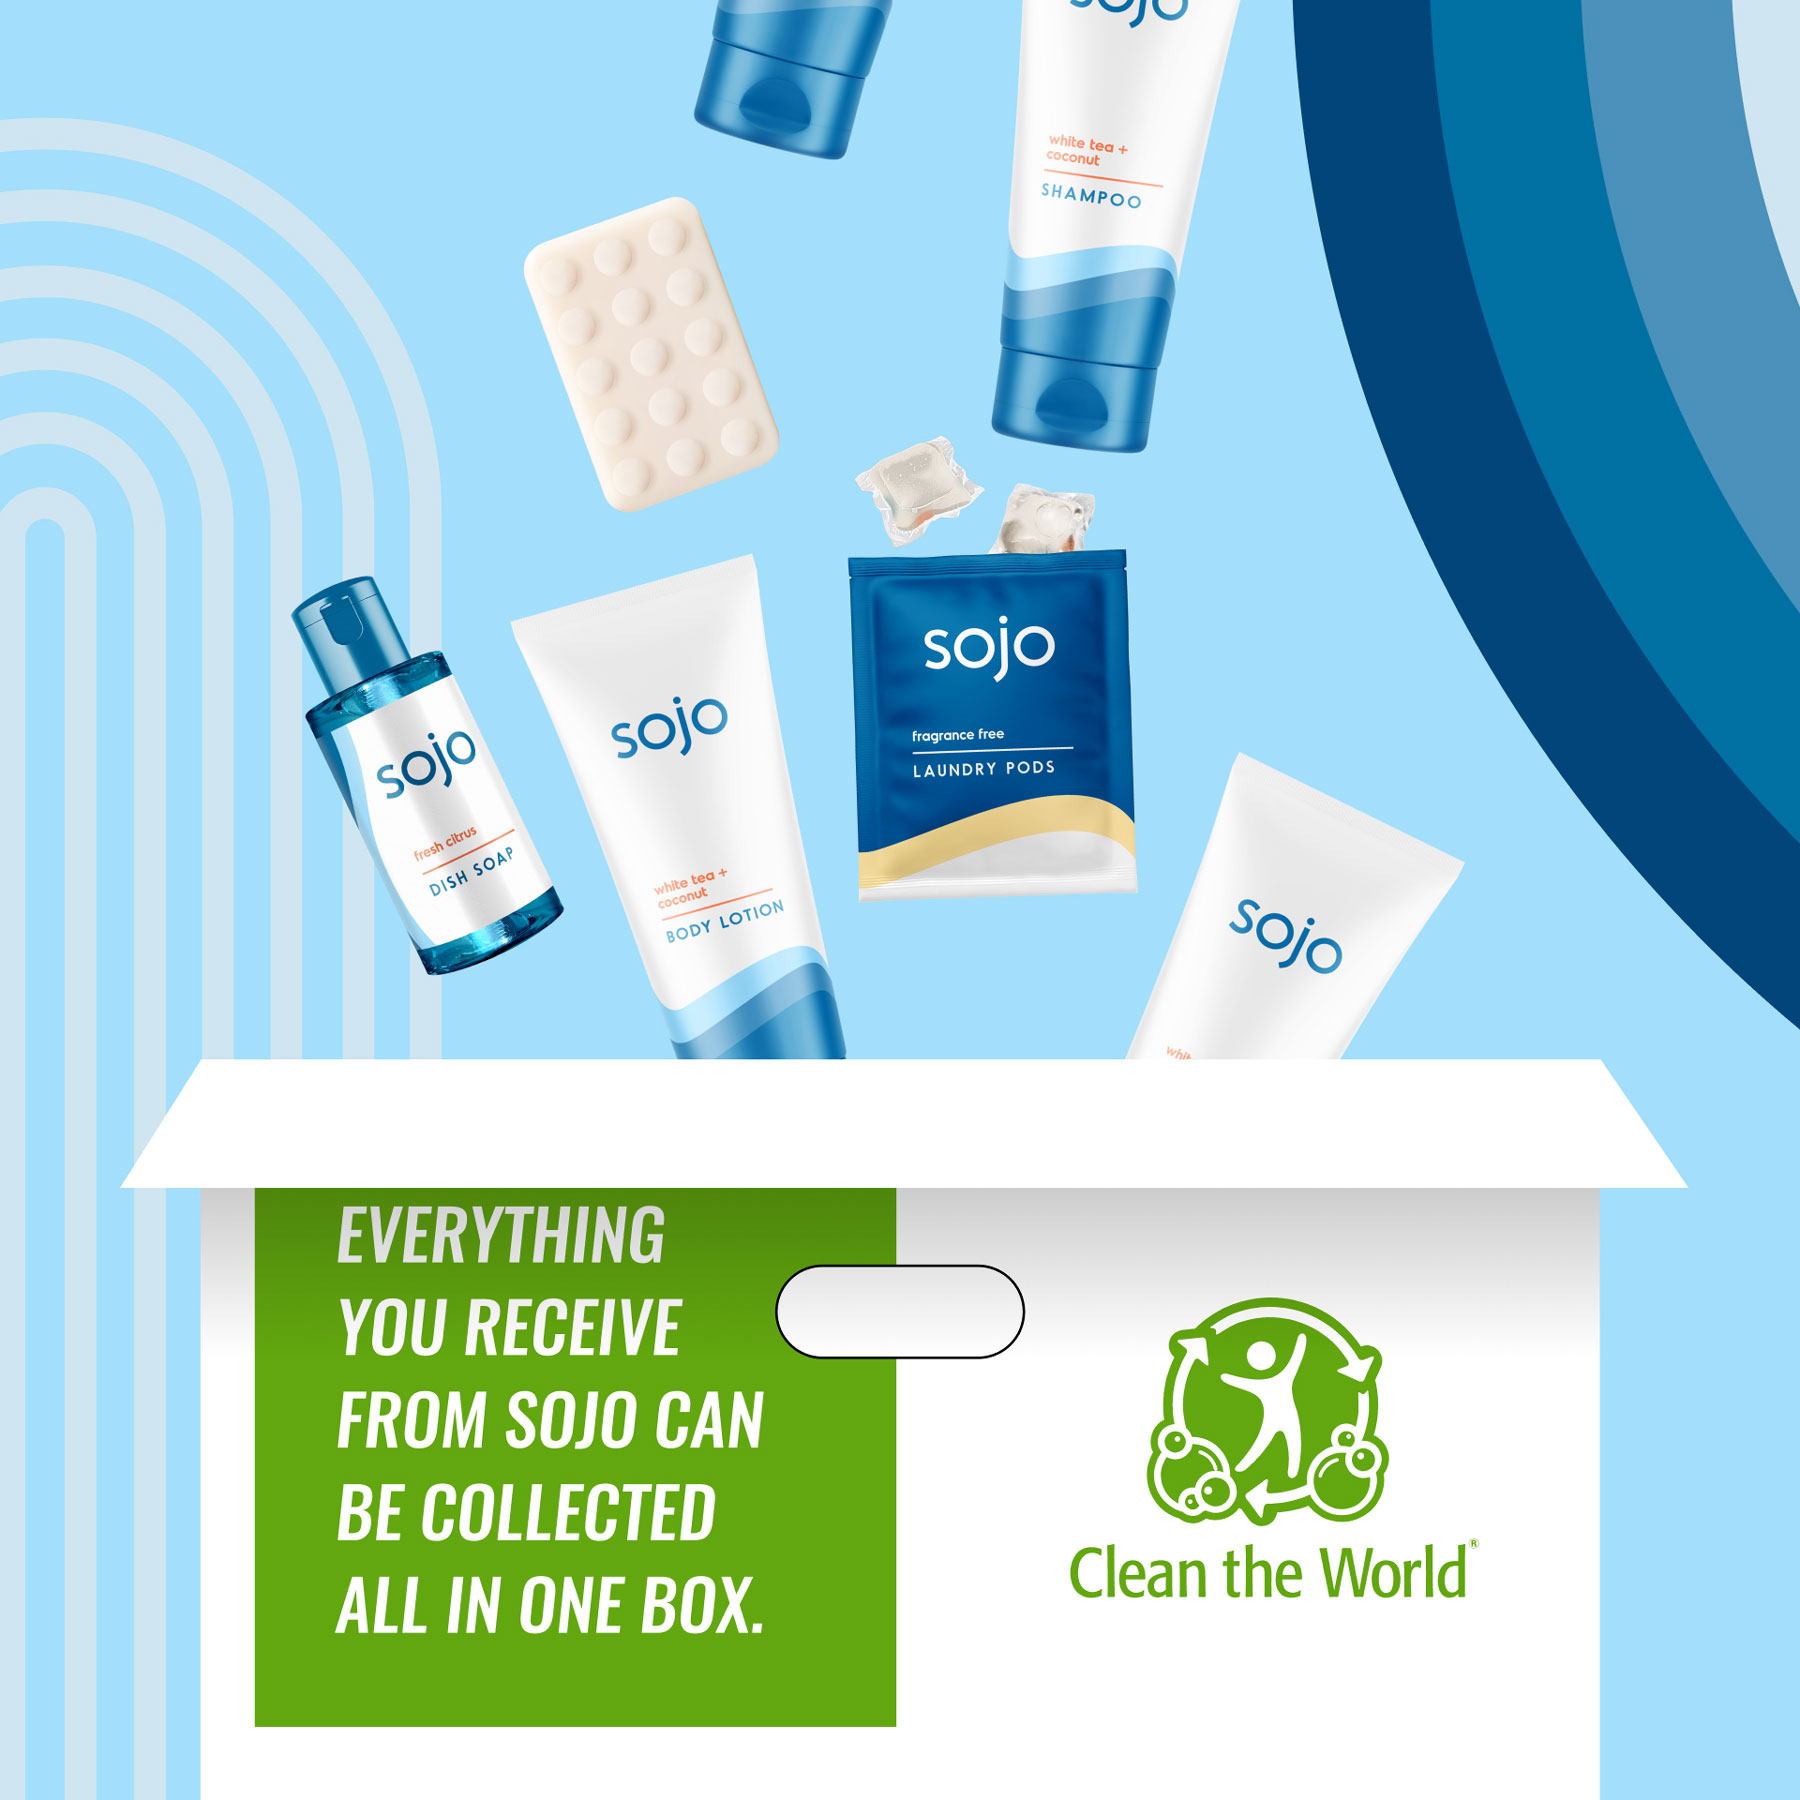 sojo
white tea +
coconut
SHAMPOO
sojo
fragrance free
LAUNDRY PODS
sojo
fresh citrus
DISH SOAP
sojo
white tea +
coconut
BODY LOTION
sojo
EVERYTHING
YOU RECEIVE
FROM SOJO CAN
BE COLLECTED
ALL IN ONE BOX.
Clean the World®